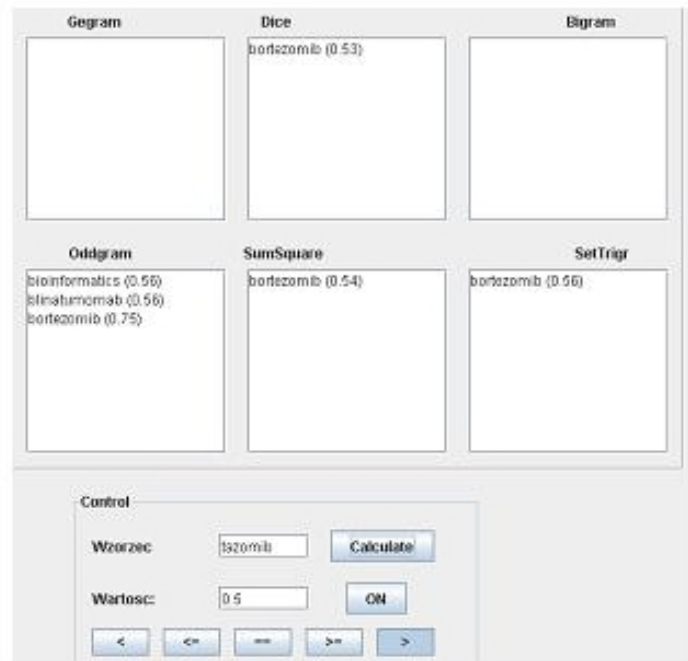 Gegram Dice Bigram
bortezomib (0.53)
Oddgram SumSquare SetTrigr
bioinformatics (0.56)
blinatumomab (0.56)
bortezomib (0.75)
bortezomib (0.54)
bortezomib (0.56)
Control
Wzorzec tazomib Calculate
Wartosc: 0.5 ON
< <= == >= >